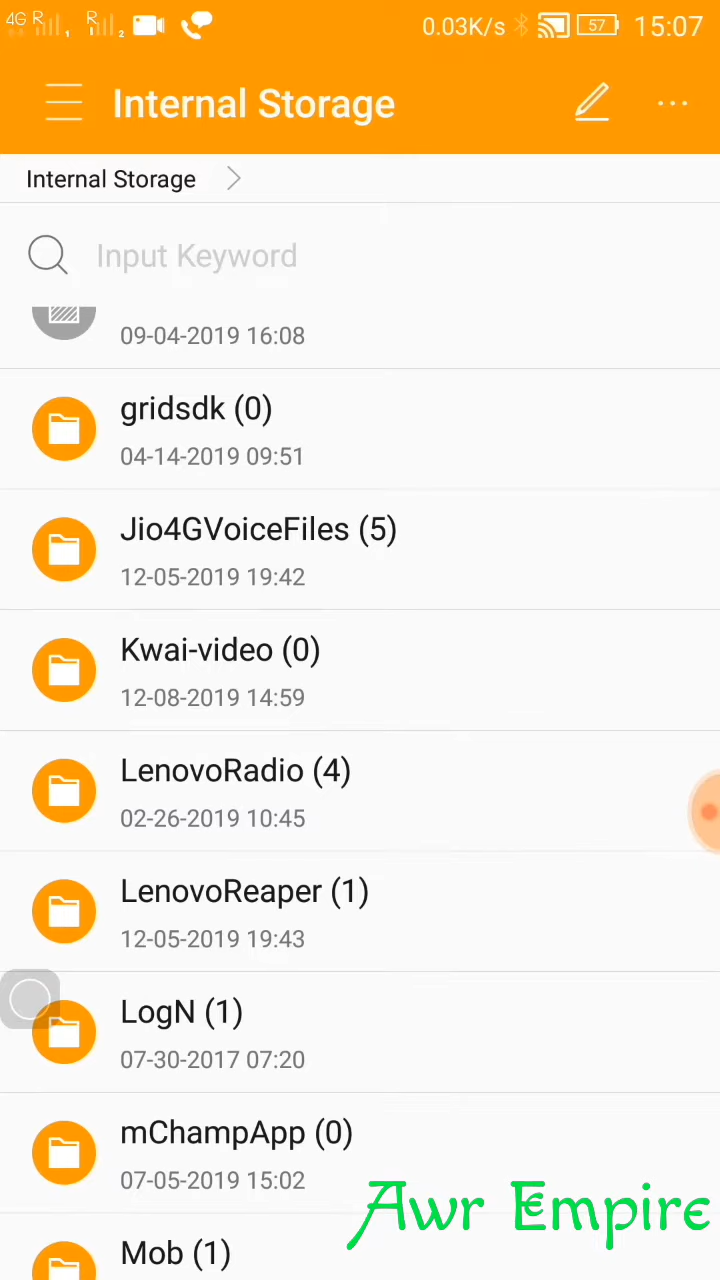 4G R 1 R 2 0.03K/s 57 15:07
Internal Storage
Internal Storage
Input Keyword
09-04-2019 16:08
gridsdk (0)
04-14-2019 09:51
Jio4GVoiceFiles (5)
12-05-2019 19:42
Kwai-video (0)
12-08-2019 14:59
LenovoRadio (4)
02-26-2019 10:45
LenovoReaper (1)
12-05-2019 19:43
LogN (1)
07-30-2017 07:20
mChampApp (0)
07-05-2019 15:02
Awr Empire
Mob (1)